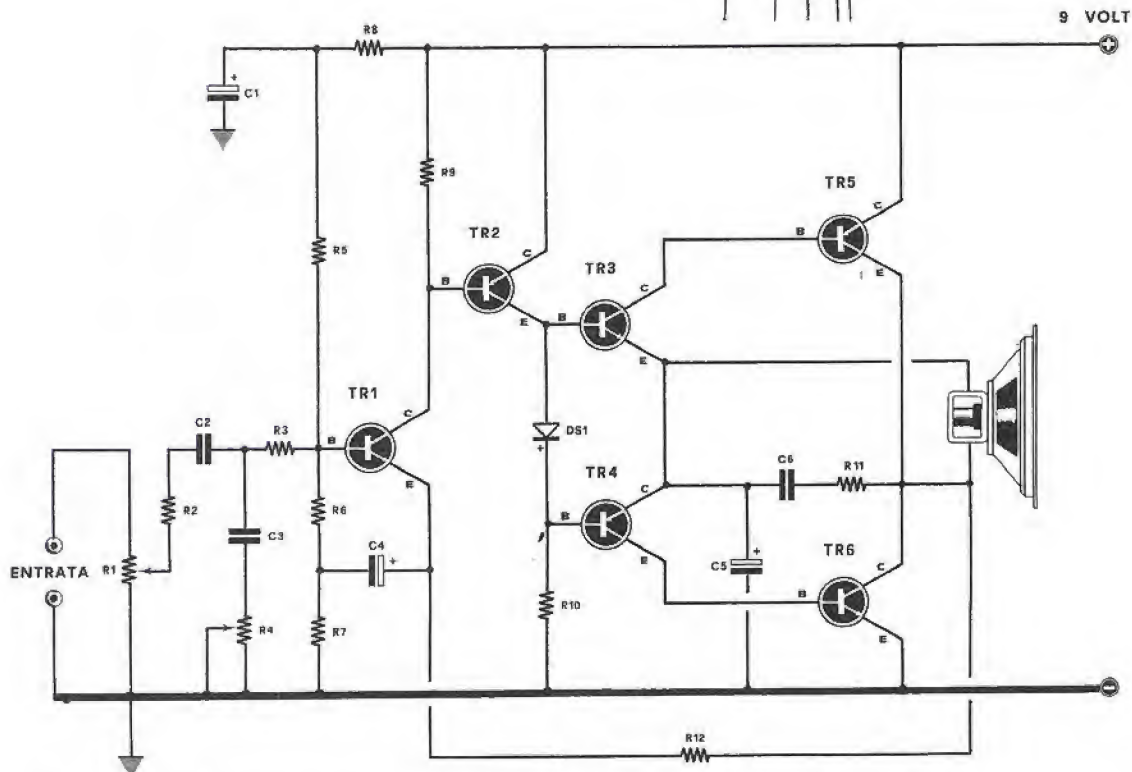 9 VOLT
R8
+
C1
R9
TR5
C
B
E
TR2
C
B
E
R5
TR3
C
B
E
TR1
C
B
E
C2
R3
DS1
+
TR4
C
B
E
C6
R11
R2
R6
C3
C4
+
C5
+
TR6
C
B
E
ENTRATA
R1
R4
R7
R10
R12